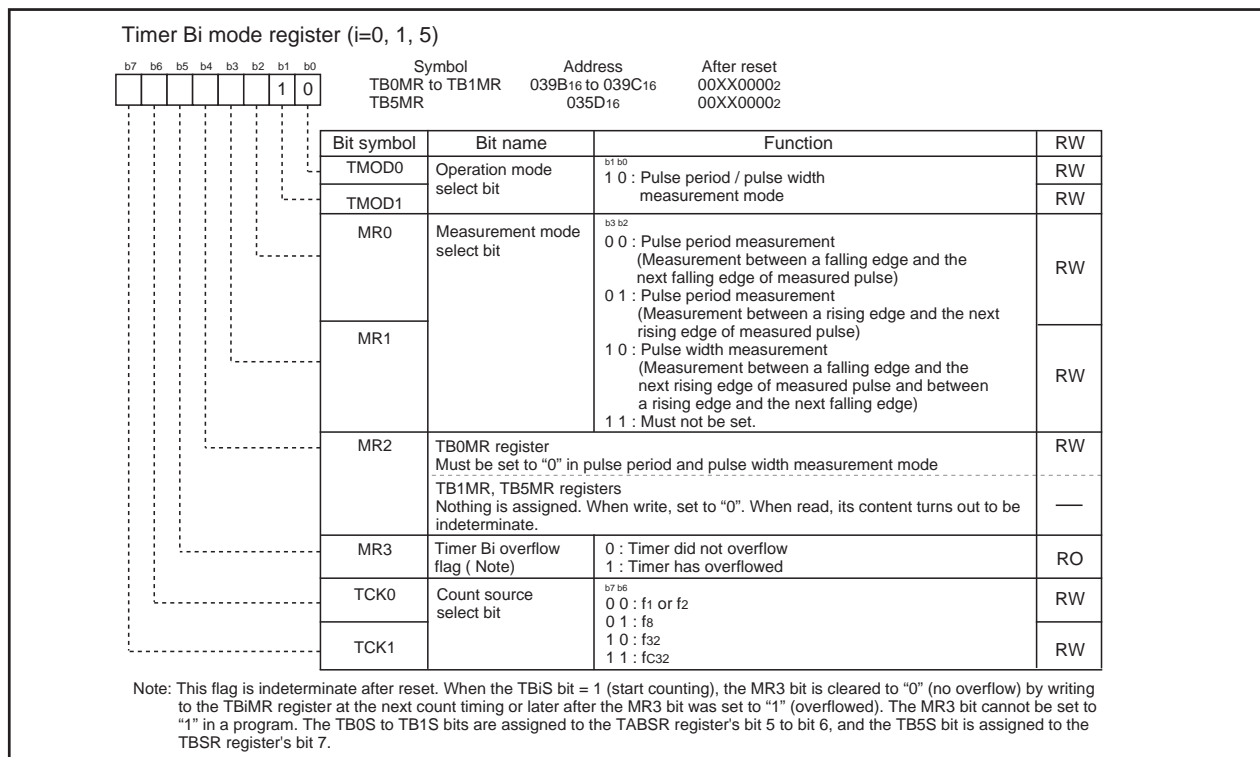 Timer Bi mode register (i=0, 1, 5)
b7 b6 b5 b4 b3 b2 b1 b0
1 0
Symbol Address After reset
TB0MR to TB1MR 039B16 to 039C16 00XX00002
TB5MR 035D16 00XX00002
Bit symbol Bit name Function RW
TMOD0 Operation mode select bit RW
TMOD1 RW
b1 b0
1 0 : Pulse period / pulse width
measurement mode
MR0 Measurement mode
select bit
RW
b3 b2
0 0 : Pulse period measurement
(Measurement between a falling edge and the
next falling edge of measured pulse)
0 1 : Pulse period measurement
(Measurement between a rising edge and the next
rising edge of measured pulse)
MR1 RW
1 0 : Pulse width measurement
(Measurement between a falling edge and the
next rising edge of measured pulse and between
a rising edge and the next falling edge)
1 1 : Must not be set.
MR2 TB0MR register RW
Must be set to “0” in pulse period and pulse width measurement mode
TB1MR, TB5MR registers
Nothing is assigned. When write, set to “0”. When read, its content turns out to be
indeterminate.
—
MR3 Timer Bi overflow
flag ( Note)
0 : Timer did not overflow
1 : Timer has overflowed
RO
TCK0 Count source
select bit
RW
b7 b6
0 0 : f1 or f2
0 1 : f8
1 0 : f32
1 1 : fC32
TCK1 RW
Note: This flag is indeterminate after reset. When the TBiS bit = 1 (start counting), the MR3 bit is cleared to “0” (no overflow) by writing
to the TBiMR register at the next count timing or later after the MR3 bit was set to “1” (overflowed). The MR3 bit cannot be set to
“1” in a program. The TB0S to TB1S bits are assigned to the TABSR register's bit 5 to bit 6, and the TB5S bit is assigned to the
TBSR register's bit 7.